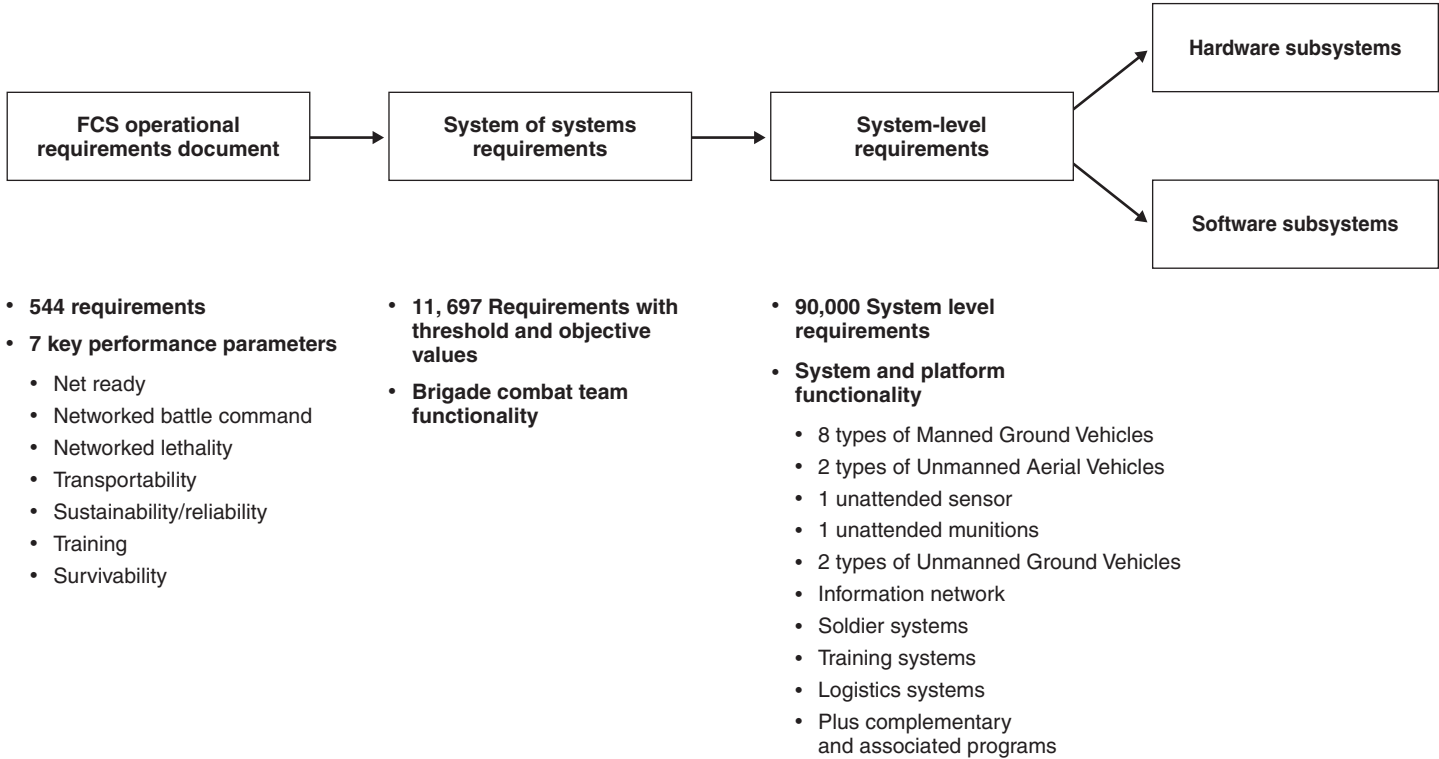 Hardware subsystems
FCS operational
requirements document
System of systems
requirements
System-level
requirements
Software subsystems
• 544 requirements
• 7 key performance parameters
• Net ready
• Networked battle command
• Networked lethality
• Transportability
• Sustainability/reliability
• Training
• Survivability
• 11, 697 Requirements with
threshold and objective
values
• Brigade combat team
functionality
• 90,000 System level
requirements
• System and platform
functionality
• 8 types of Manned Ground Vehicles
• 2 types of Unmanned Aerial Vehicles
• 1 unattended sensor
• 1 unattended munitions
• 2 types of Unmanned Ground Vehicles
• Information network
• Soldier systems
• Training systems
• Logistics systems
• Plus complementary
and associated programs